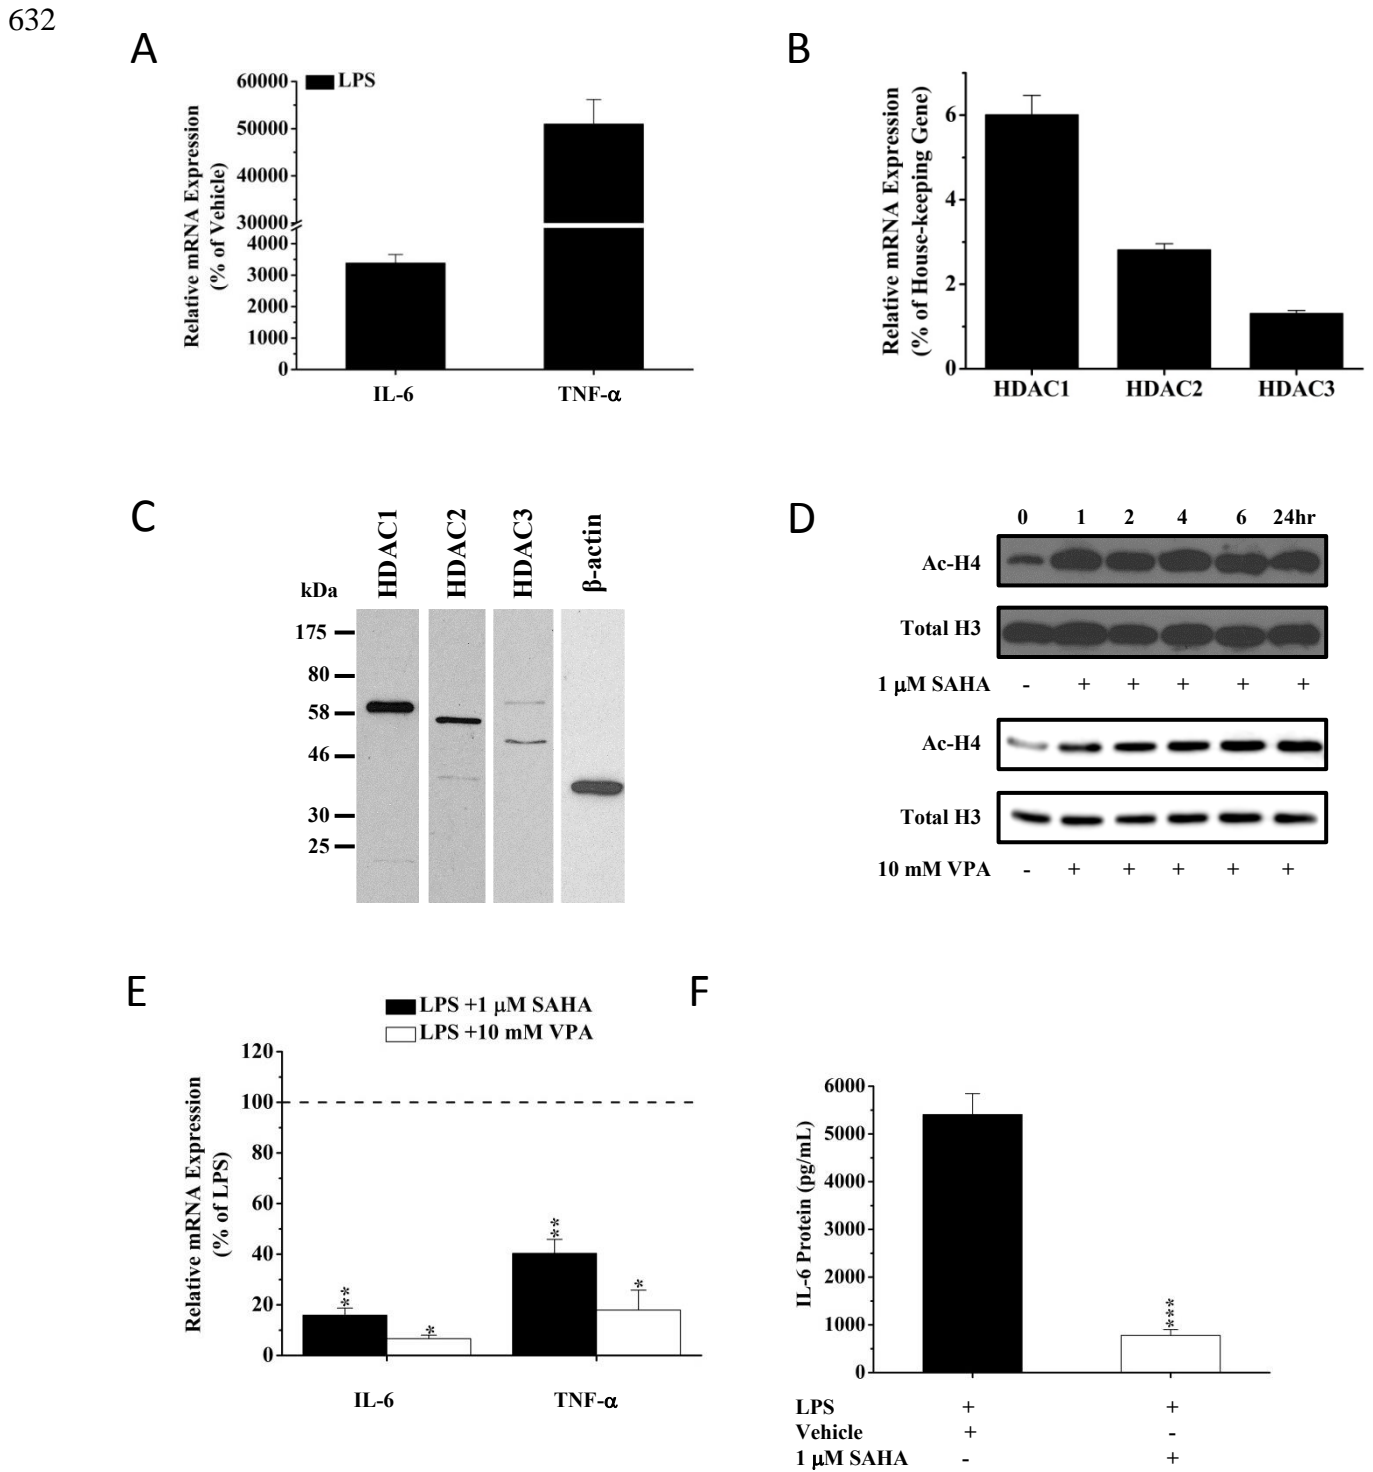 632
A
LPS
Relative mRNA Expression
(% of Vehicle)
60000
50000
40000
30000
4000
3000
2000
1000
0
IL-6 TNF-α
B
Relative mRNA Expression
(% of House-keeping Gene)
6
4
2
0
HDAC1 HDAC2 HDAC3
C
kDa HDAC1 HDAC2 HDAC3 β-actin
175
80
58
46
30
25
D
0 1 2 4 6 24hr
Ac-H4
Total H3
1 μM SAHA - + + + + +
Ac-H4
Total H3
10 mM VPA - + + + + +
E
LPS +1 μM SAHA
LPS +10 mM VPA
Relative mRNA Expression
(% of LPS)
120
100
80
60
40
20
0
** * ** *
IL-6 TNF-α
F
IL-6 Protein (pg/mL)
6000
5000
4000
3000
2000
1000
0
***
LPS + +
Vehicle + -
1 μM SAHA - +